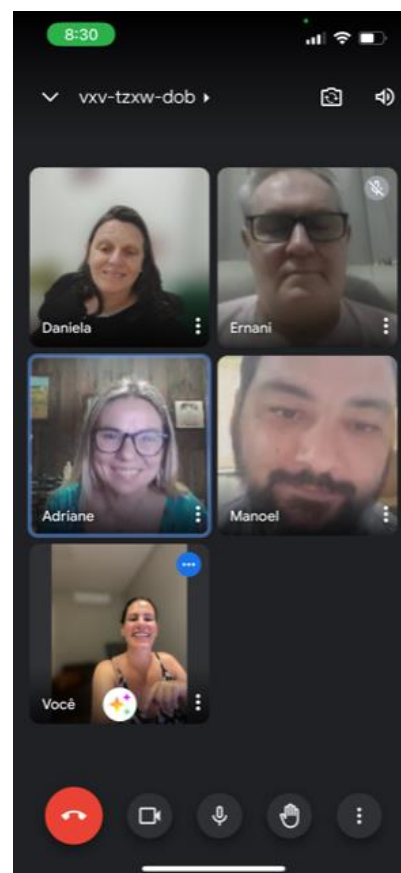 8:30
vxv-tzxw-dob
Daniela
Ernani
Adriane
Manoel
Você